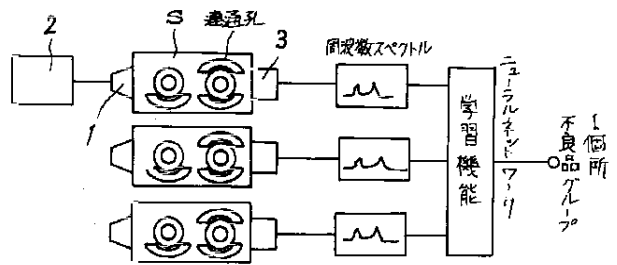 2
S
連通孔
3
1
周波数スペクトル
学習機能
ニューラルネットワーク
1個所
不良品グループ